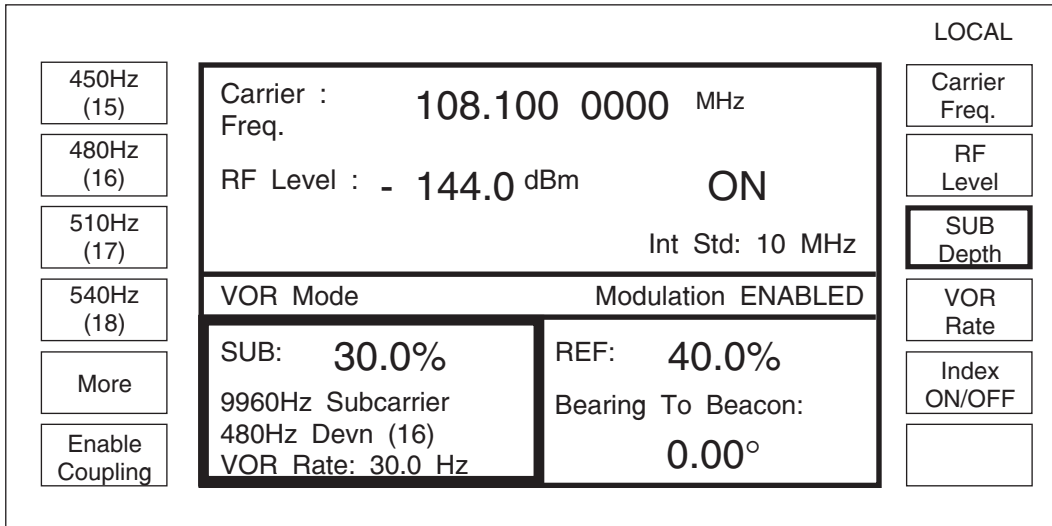 LOCAL
450Hz
(15)
480Hz
(16)
510Hz
(17)
540Hz
(18)
More
Enable
Coupling
Carrier :
Freq.
108.100 0000 MHz
RF Level : - 144.0 dBm ON
Int Std: 10 MHz
VOR Mode Modulation ENABLED
SUB: 30.0%
9960Hz Subcarrier
480Hz Devn (16)
VOR Rate: 30.0 Hz
REF: 40.0%
Bearing To Beacon:
0.00°
Carrier
Freq.
RF
Level
SUB
Depth
VOR
Rate
Index
ON/OFF